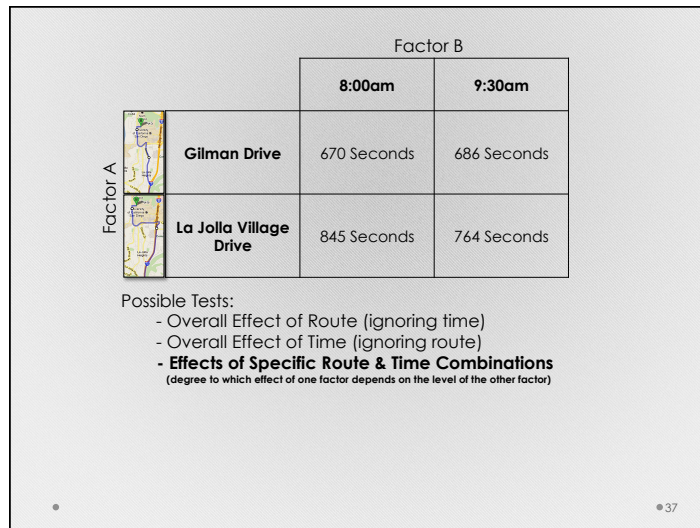 Factor B
8:00am 9:30am
Factor A
Gilman Drive 670 Seconds 686 Seconds
La Jolla Village
Drive 845 Seconds 764 Seconds
Possible Tests:
- Overall Effect of Route (ignoring time)
- Overall Effect of Time (ignoring route)
- Effects of Specific Route & Time Combinations
(degree to which effect of one factor depends on the level of the other factor)
37